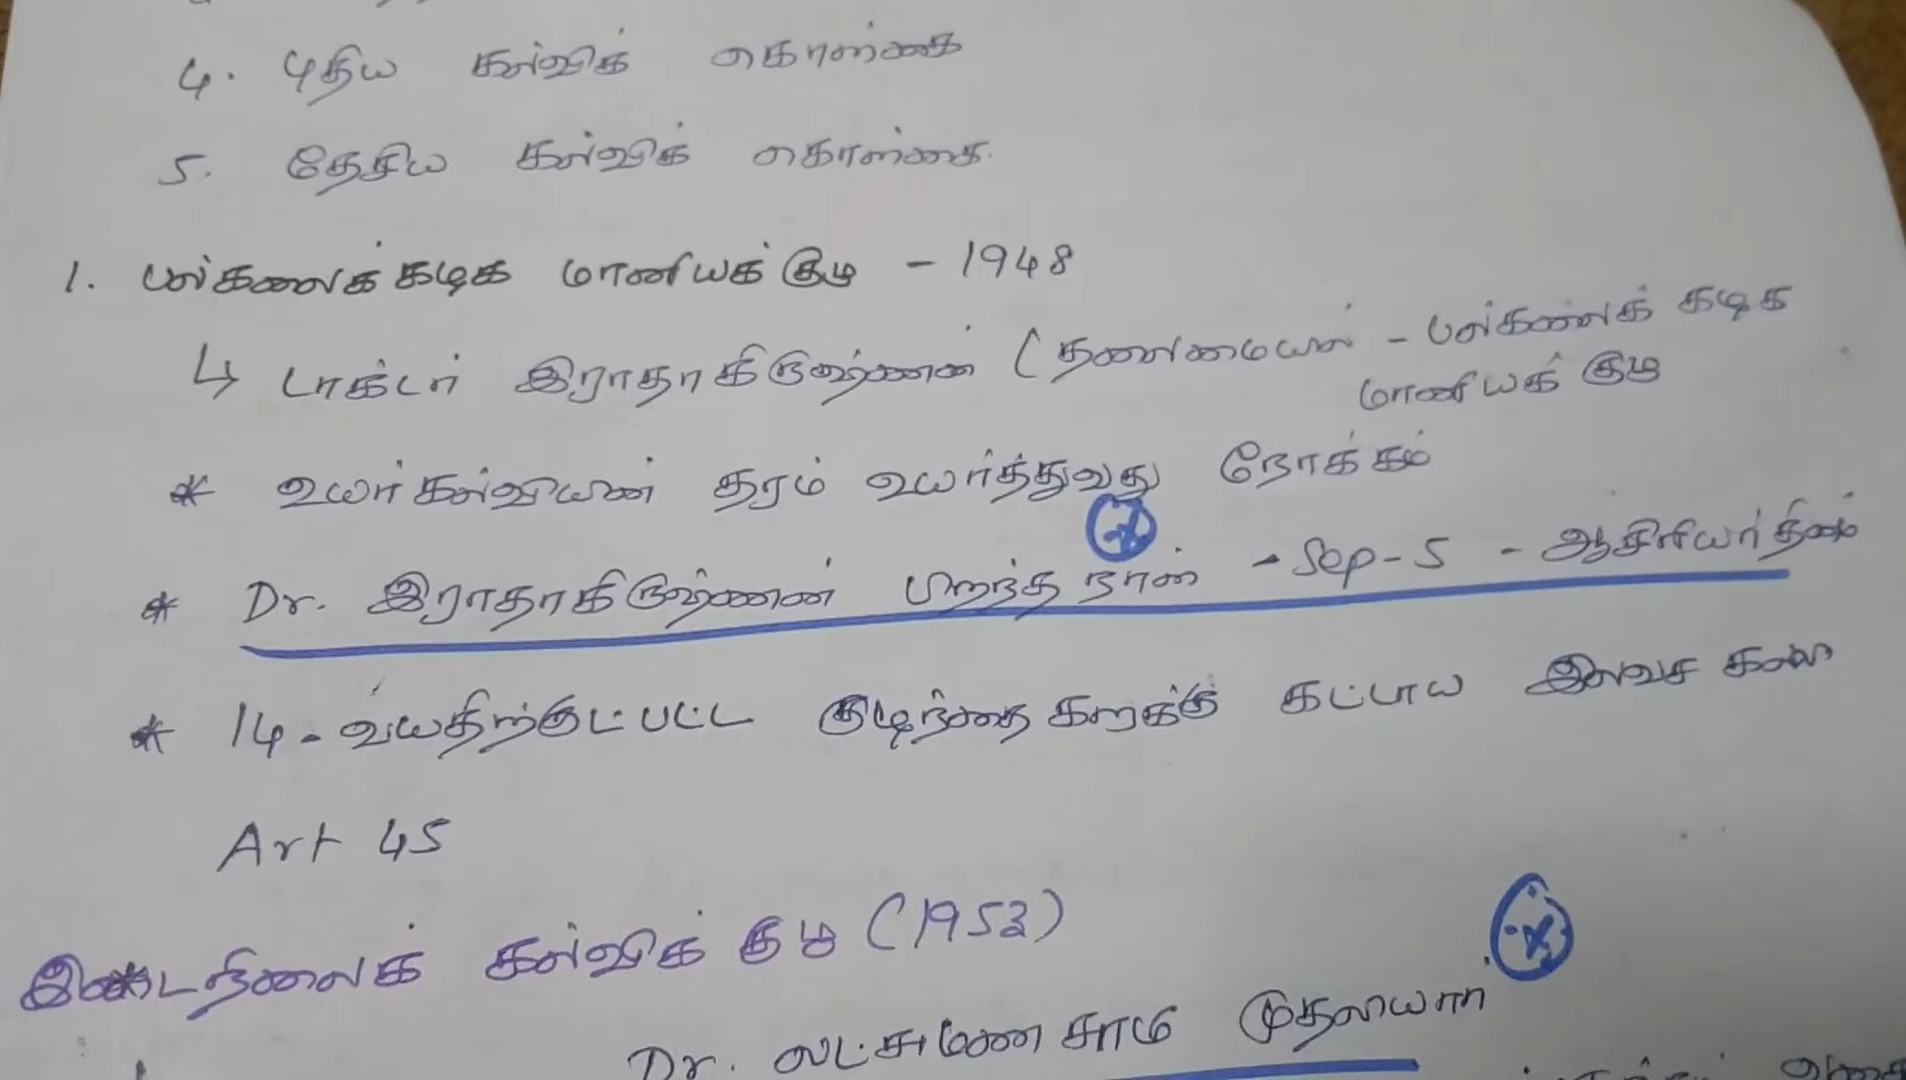 4. புதிய கல்விக் கொள்கை
5. தேசிய கல்விக் கொள்கை.
1. பல்கலைக்கழக மானியக் குழு - 1948
↳ டாக்டர் இராதாகிருஷ்ணன் (தலைமையில் - பல்கலைக் கழக
மானியக் குழு
* உயர்கல்வியின் தரம் உயர்த்துவது நோக்கம்
* Dr. இராதாகிருஷ்ணன் பிறந்த நாள் - Sep-5 - ஆசிரியர் தினம்
* 14-வயதிற்குட்பட்ட குழந்தைகளுக்கு கட்டாய இலவச கல்வி
Art 45
இடைநிலைக் கல்விக் குழு (1952)
Dr. லட்சுமண சாமி முதலியார்